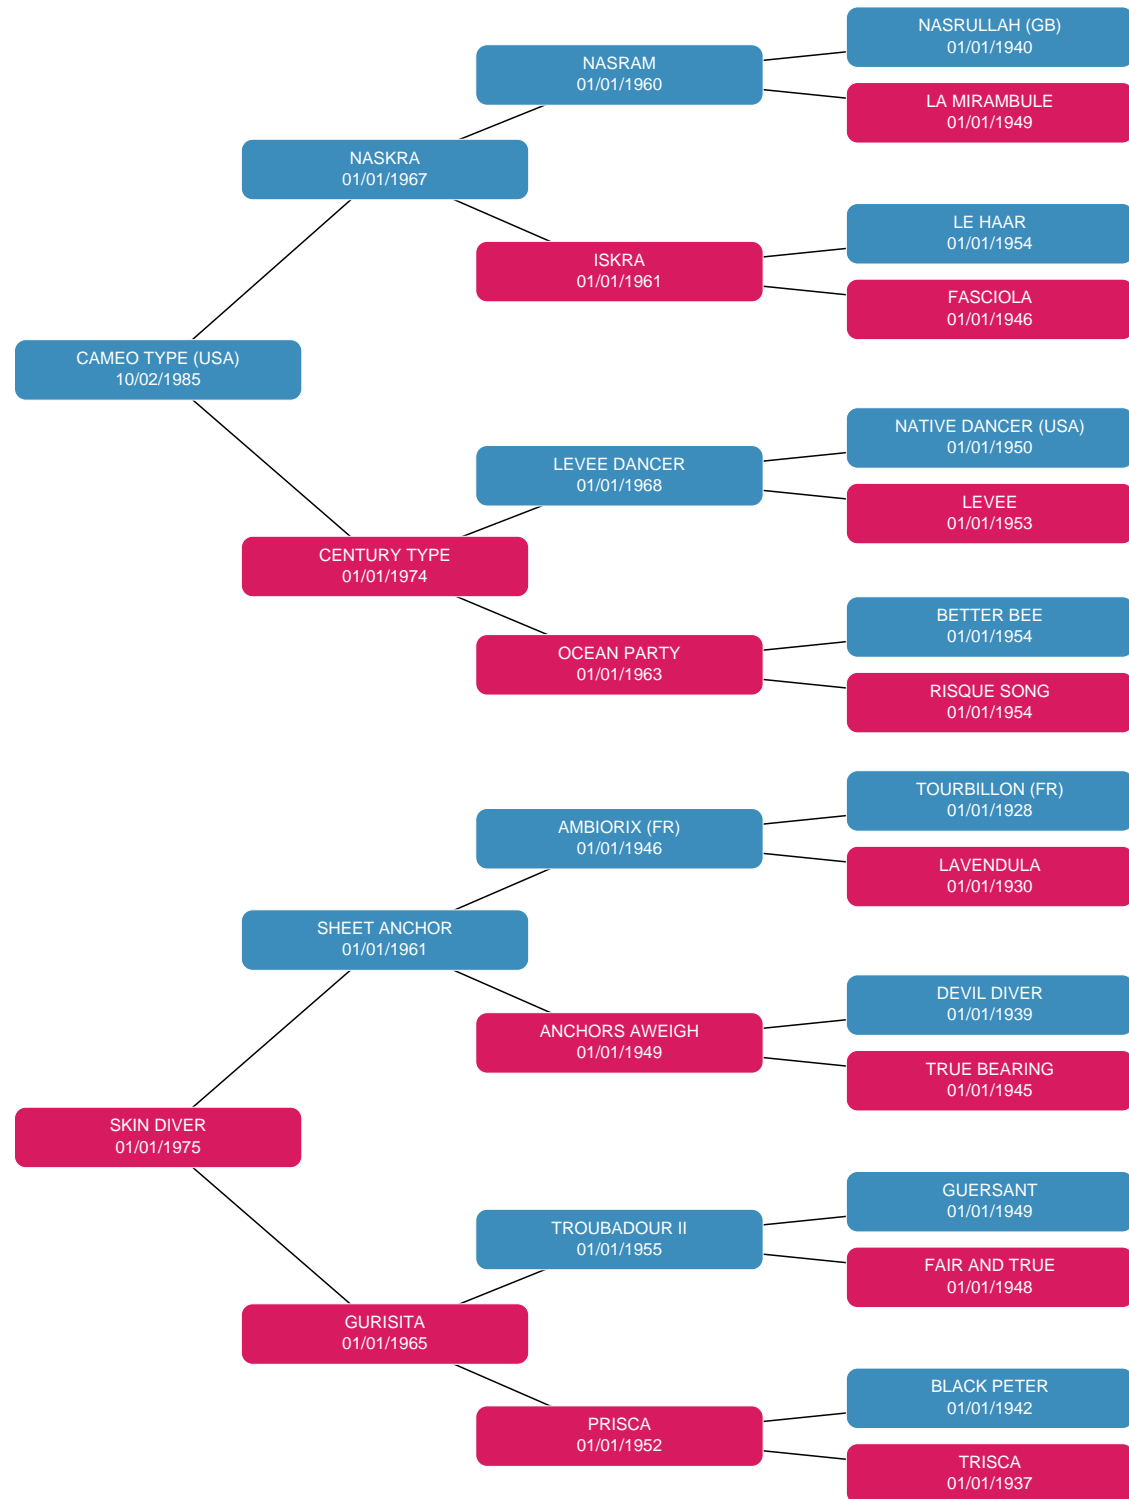 NASRULLAH (GB)
01/01/1940
NASRAM
01/01/1960
LA MIRAMBULE
01/01/1949
NASKRA
01/01/1967
LE HAAR
01/01/1954
ISKRA
01/01/1961
FASCIOLA
01/01/1946
CAMEO TYPE (USA)
10/02/1985
NATIVE DANCER (USA)
01/01/1950
LEVEE DANCER
01/01/1968
LEVEE
01/01/1953
CENTURY TYPE
01/01/1974
BETTER BEE
01/01/1954
OCEAN PARTY
01/01/1963
RISQUE SONG
01/01/1954
TOURBILLON (FR)
01/01/1928
AMBIORIX (FR)
01/01/1946
LAVENDULA
01/01/1930
SHEET ANCHOR
01/01/1961
DEVIL DIVER
01/01/1939
ANCHORS AWEIGH
01/01/1949
TRUE BEARING
01/01/1945
SKIN DIVER
01/01/1975
GUERSANT
01/01/1949
TROUBADOUR II
01/01/1955
FAIR AND TRUE
01/01/1948
GURISITA
01/01/1965
BLACK PETER
01/01/1942
PRISCA
01/01/1952
TRISCA
01/01/1937